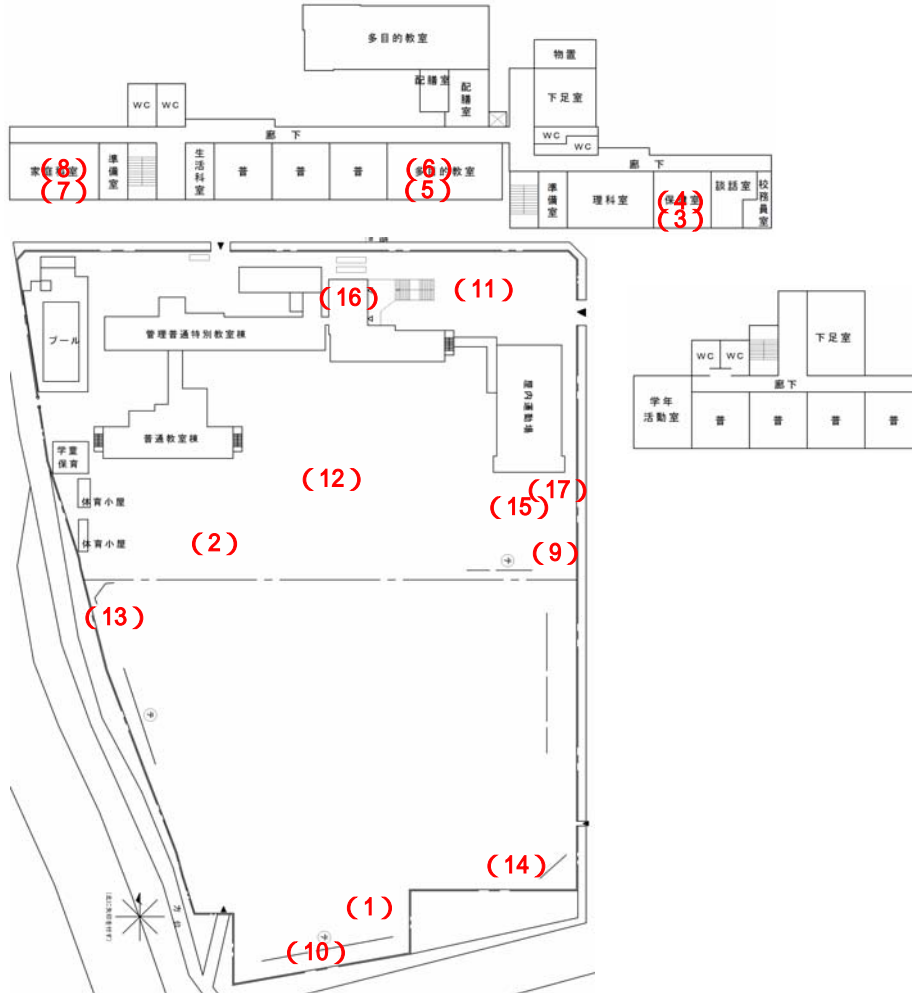 多目的教室
物置
配膳室
配膳室
下足室
WC
WC
WC
WC
廊下
廊下
家庭科室
(8)
(7)
準備室
生活科室
普
普
普
多目的教室
(6)
(5)
準備室
理科室
保健室
(4)
(3)
談話室
校務員室
(11)
(16)
プール
管理普通特別教室棟
屋内運動場
普通教室棟
学童
保育
体育小屋
体育小屋
(12)
(17)
(15)
(2)
(9)
(13)
(14)
(1)
(10)
下足室
WC
WC
廊下
学年
活動室
普
普
普
普